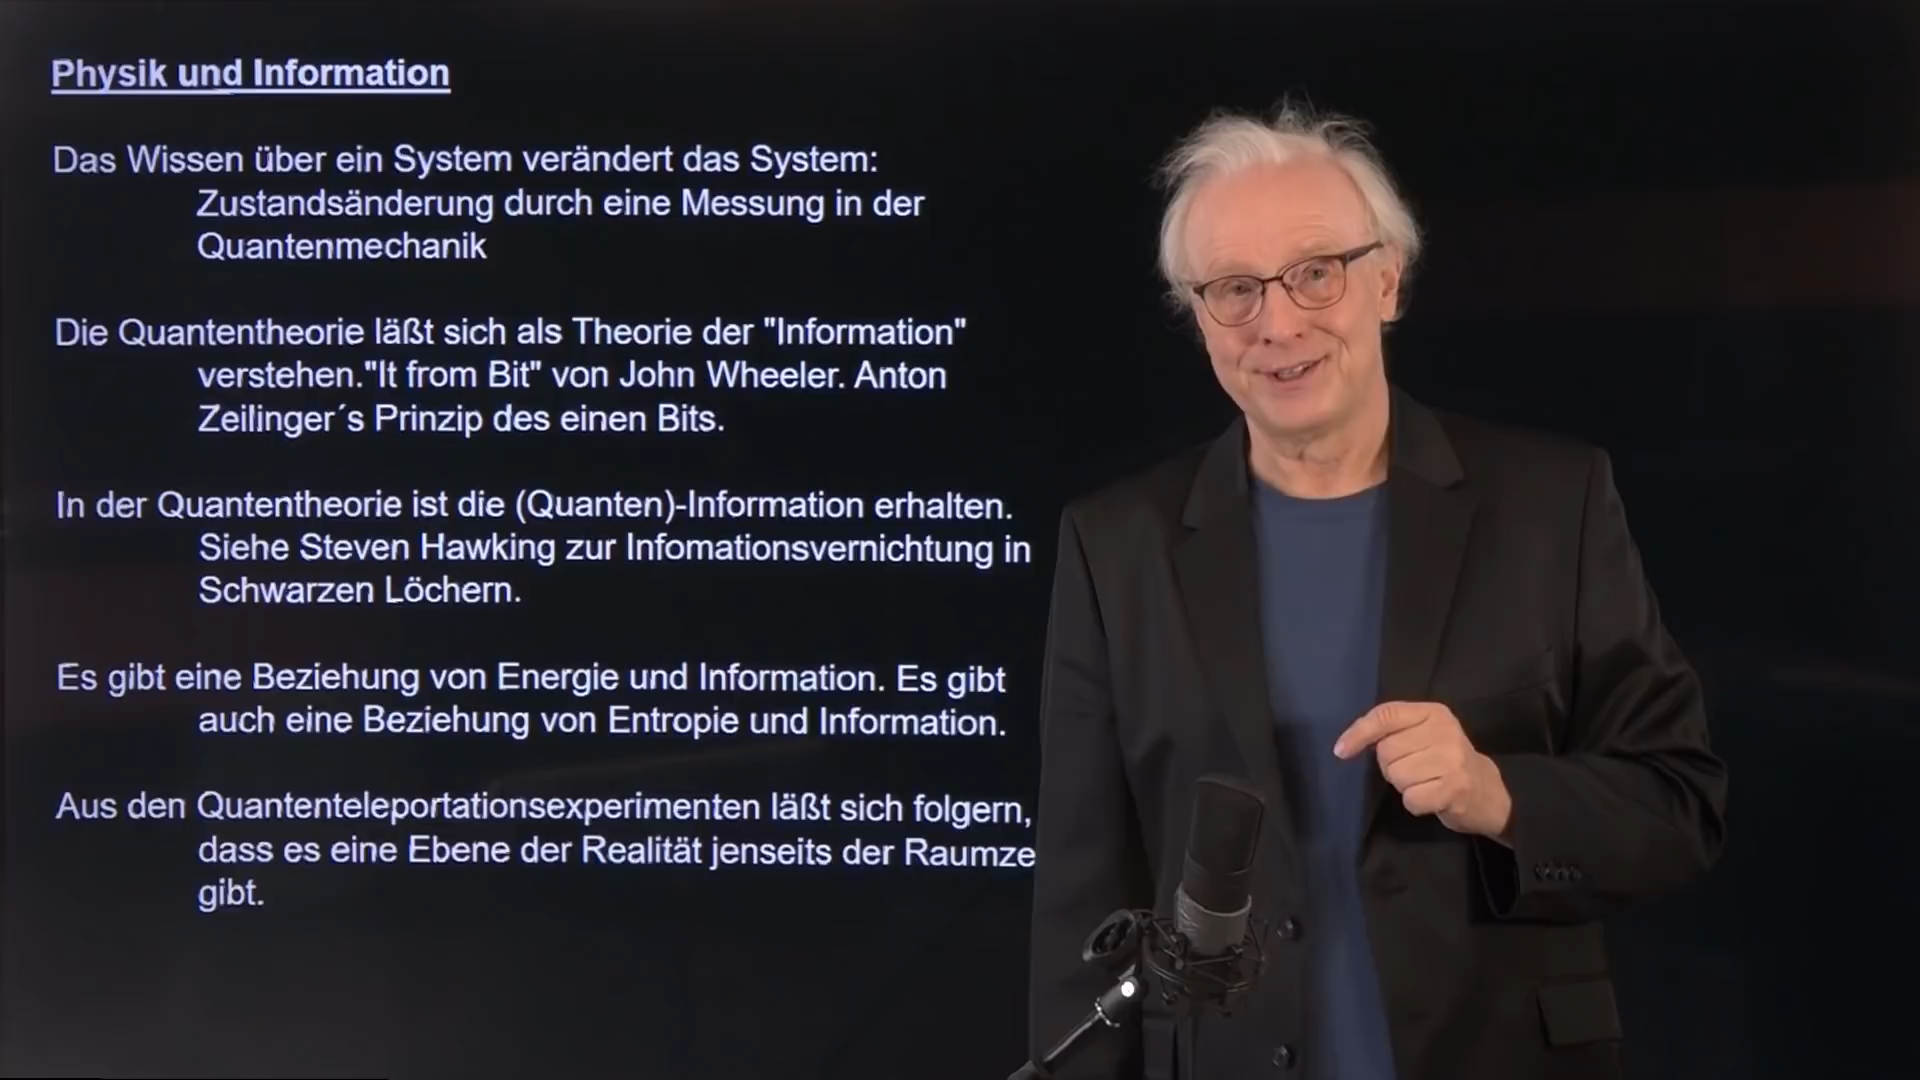 Physik und Information
Das Wissen über ein System verändert das System:
Zustandsänderung durch eine Messung in der
Quantenmechanik
Die Quantentheorie läßt sich als Theorie der "Information"
verstehen."It from Bit" von John Wheeler. Anton
Zeilinger´s Prinzip des einen Bits.
In der Quantentheorie ist die (Quanten)-Information erhalten.
Siehe Steven Hawking zur Infomationsvernichtung in
Schwarzen Löchern.
Es gibt eine Beziehung von Energie und Information. Es gibt
auch eine Beziehung von Entropie und Information.
Aus den Quantenteleportationsexperimenten läßt sich folgern,
dass es eine Ebene der Realität jenseits der Raumze
gibt.